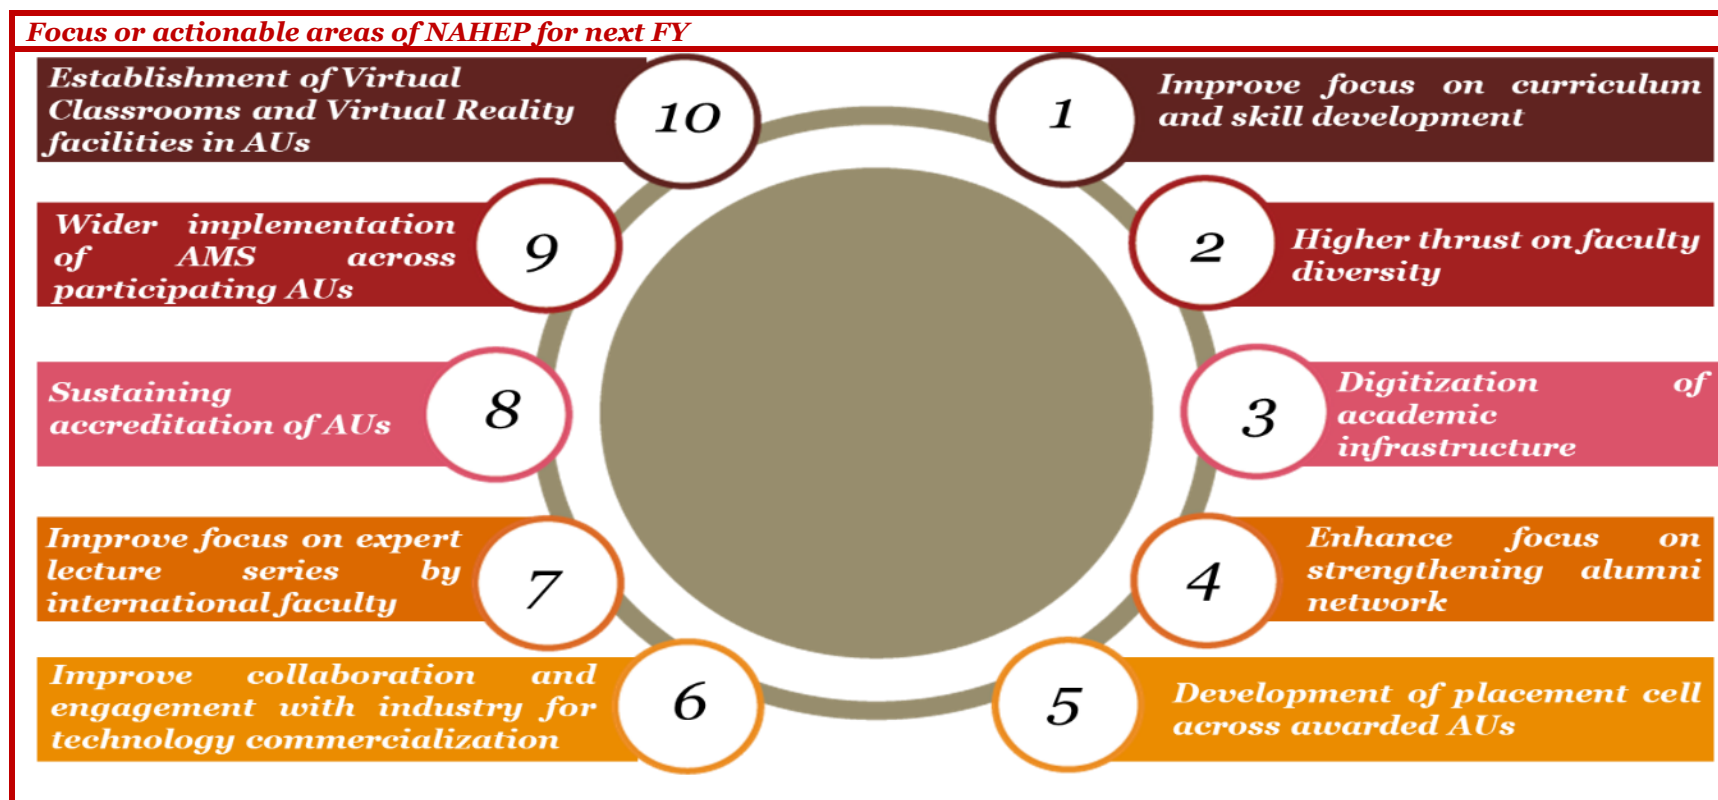 Focus or actionable areas of NAHEP for next FY
1
Improve focus on curriculum
and skill development
2
Higher thrust on faculty
diversity
3
Digitization of
academic
infrastructure
4
Enhance focus on
strengthening alumni
network
5
Development of placement cell
across awarded AUs
6
Improve collaboration and
engagement with industry for
technology commercialization
7
Improve focus on expert
lecture series by
international faculty
8
Sustaining
accreditation of AUs
9
Wider implementation
of AMS across
participating AUs
10
Establishment of Virtual
Classrooms and Virtual Reality
facilities in AUs